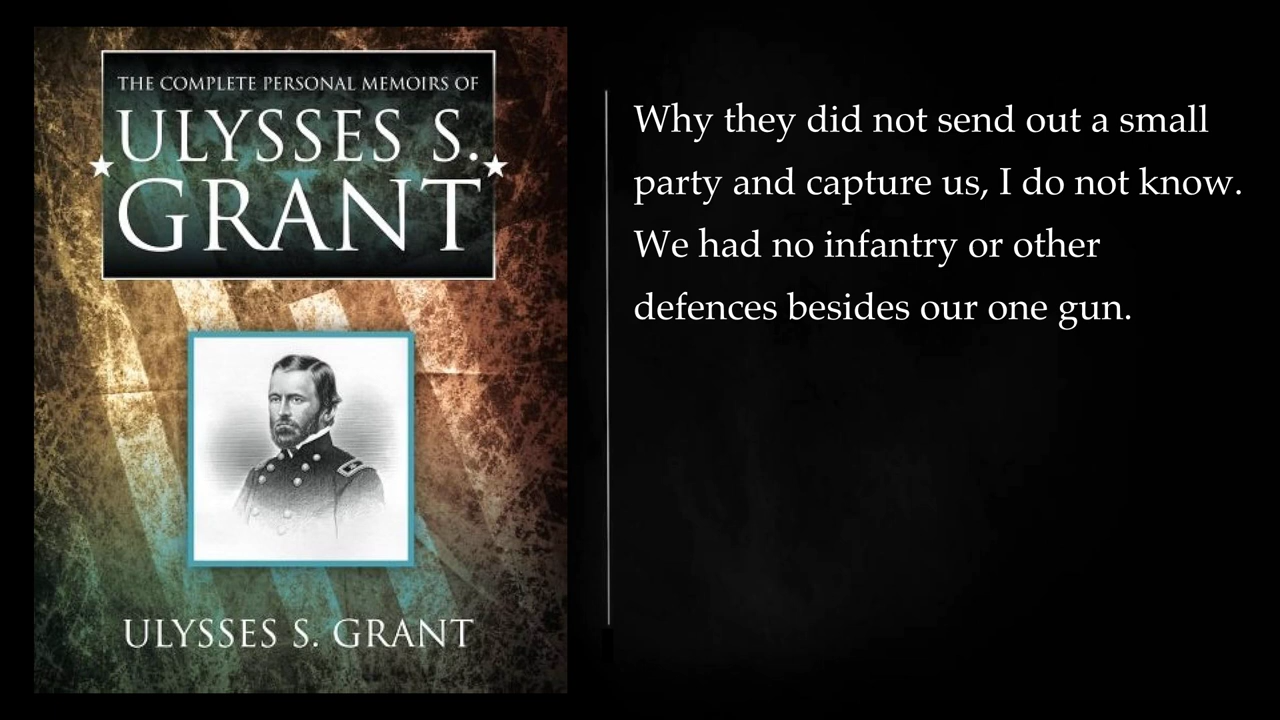 THE COMPLETE PERSONAL MEMOIRS OF
ULYSSES S.
GRANT
ULYSSES S. GRANT
Why they did not send out a small
party and capture us, I do not know.
We had no infantry or other
defences besides our one gun.